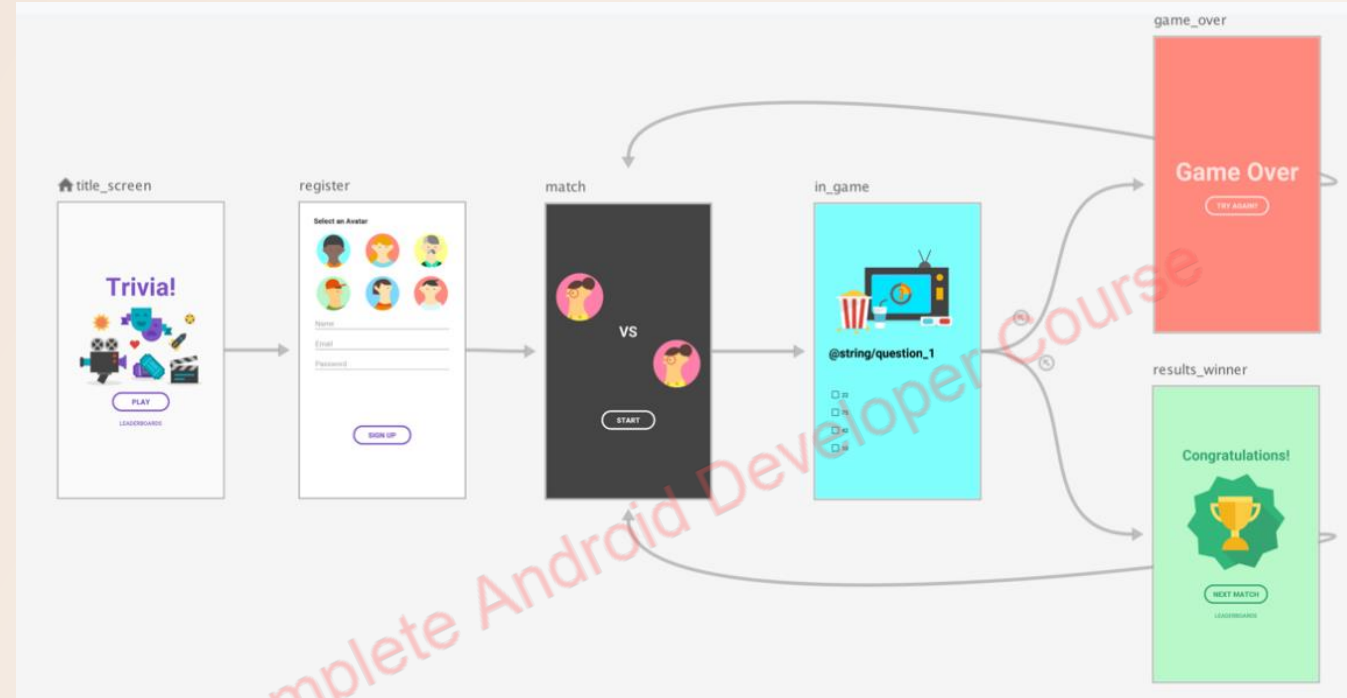 title_screen
Trivia!
PLAY
LEADERBOARDS
register
Select an Avatar
Name
Email
Password
SIGN UP
match
VS
START
in_game
@string/question_1
game_over
Game Over
TRY AGAIN?
results_winner
Congratulations!
NEXT MATCH
LEADERBOARDS
mplete Android Developer Course